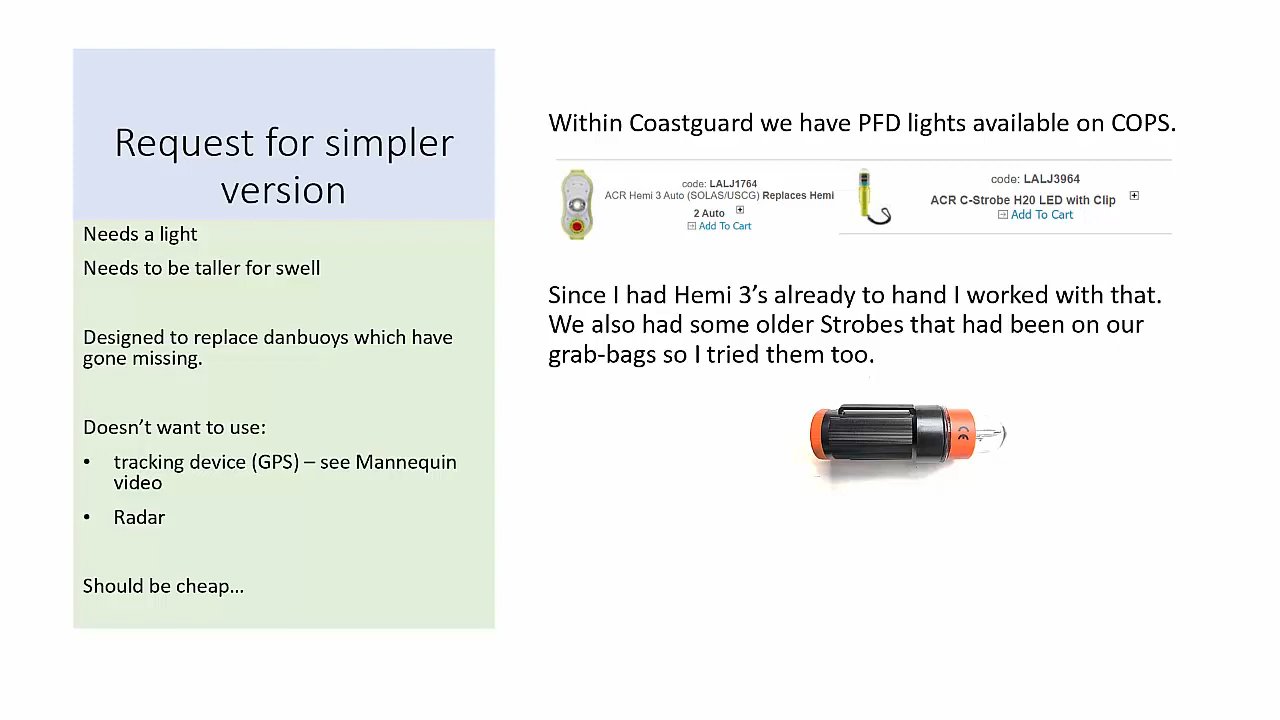 Request for simpler
version
Needs a light
Needs to be taller for swell
Designed to replace danbuoys which have
gone missing.
Doesn’t want to use:
• tracking device (GPS) – see Mannequin
video
• Radar
Should be cheap…
Within Coastguard we have PFD lights available on COPS.
code: LALJ1764
ACR Hemi 3 Auto (SOLAS/USCG) Replaces Hemi
2 Auto
Add To Cart
code: LALJ3964
ACR C-Strobe H20 LED with Clip
Add To Cart
Since I had Hemi 3’s already to hand I worked with that.
We also had some older Strobes that had been on our
grab-bags so I tried them too.
CE